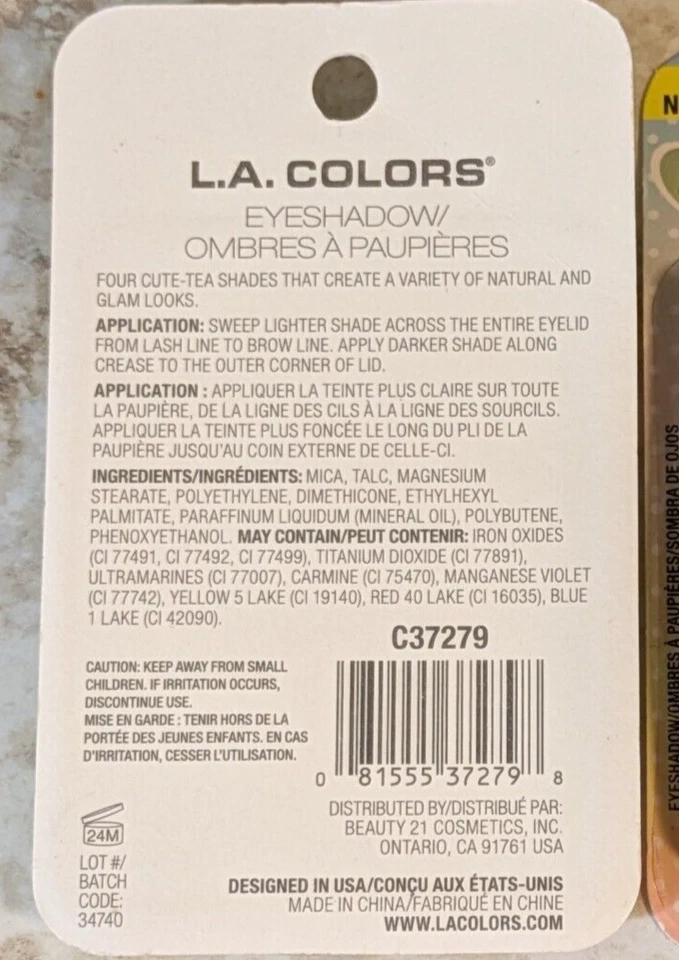 L.A. COLORS®
EYESHADOW/
OMBRES À PAUPIÈRES
FOUR CUTE-TEA SHADES THAT CREATE A VARIETY OF NATURAL AND
GLAM LOOKS.
APPLICATION: SWEEP LIGHTER SHADE ACROSS THE ENTIRE EYELID
FROM LASH LINE TO BROW LINE. APPLY DARKER SHADE ALONG
CREASE TO THE OUTER CORNER OF LID.
APPLICATION : APPLIQUER LA TEINTE PLUS CLAIRE SUR TOUTE
LA PAUPIÈRE, DE LA LIGNE DES CILS À LA LIGNE DES SOURCILS.
APPLIQUER LA TEINTE PLUS FONCÉE LE LONG DU PLI DE LA
PAUPIÈRE JUSQU'AU COIN EXTERNE DE CELLE-CI.
INGREDIENTS/INGRÉDIENTS: MICA, TALC, MAGNESIUM
STEARATE, POLYETHYLENE, DIMETHICONE, ETHYLHEXYL
PALMITATE, PARAFFINUM LIQUIDUM (MINERAL OIL), POLYBUTENE,
PHENOXYETHANOL. MAY CONTAIN/PEUT CONTENIR: IRON OXIDES
(CI 77491, CI 77492, CI 77499), TITANIUM DIOXIDE (CI 77891),
ULTRAMARINES (CI 77007), CARMINE (CI 75470), MANGANESE VIOLET
(CI 77742), YELLOW 5 LAKE (CI 19140), RED 40 LAKE (CI 16035), BLUE
1 LAKE (CI 42090).
C37279
CAUTION: KEEP AWAY FROM SMALL
CHILDREN. IF IRRITATION OCCURS,
DISCONTINUE USE.
MISE EN GARDE : TENIR HORS DE LA
PORTÉE DES JEUNES ENFANTS. EN CAS
D'IRRITATION, CESSER L'UTILISATION.
0 81555 37279 8
DISTRIBUTED BY/DISTRIBUÉ PAR:
BEAUTY 21 COSMETICS, INC.
ONTARIO, CA 91761 USA
24M
LOT #/
BATCH
CODE:
34740
DESIGNED IN USA/CONÇU AUX ÉTATS-UNIS
MADE IN CHINA/FABRIQUÉ EN CHINE
WWW.LACOLORS.COM
EYESHADOW/OMBRES À PAUPIÈRES/SOMBRA DE OJOS